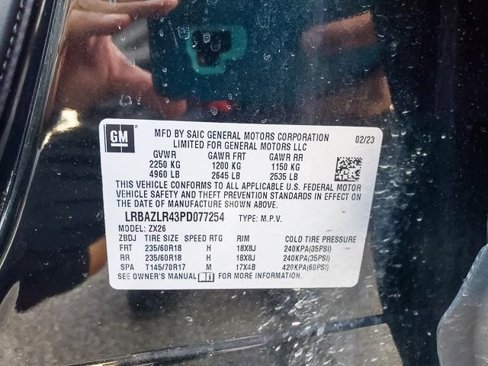 GM
MFD BY SAIC GENERAL MOTORS CORPORATION
LIMITED FOR GENERAL MOTORS LLC
02/23
GVWR GAWR FRT GAWR RR
2250 KG 1200 KG 1150 KG
4960 LB 2645 LB 2535 LB
THIS VEHICLE CONFORMS TO ALL APPLICABLE U.S. FEDERAL MOTOR
VEHICLE SAFETY AND THEFT PREVENTION STANDARDS IN EFFECT
ON THE DATE OF MANUFACTURE SHOWN ABOVE.
LRBAZLR43PD077254 TYPE: M.P.V.
MODEL: ZX26
ZBDJ TIRE SIZE SPEED RTG RIM COLD TIRE PRESSURE
FRT 235/60R18 H 18X8J 240KPA(35PSI)
RR 235/60R18 H 18X8J 240KPA(35PSI)
SPA T145/70R17 M 17X4B 420KPA(60PSI)
SEE OWNER'S MANUAL FOR MORE INFORMATION.